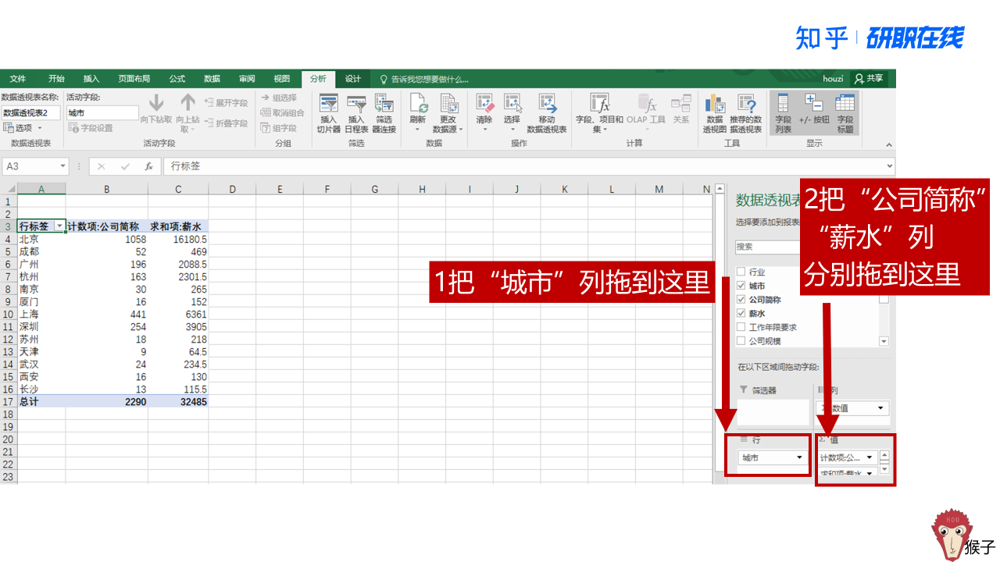 知乎 研职在线
文件 开始 插入 页面布局 公式 数据 审阅 视图 分析 设计 告诉我您想要做什么... houzi 共享
数据透视表名称: 活动字段:
数据透视表2 城市
选项 字段设置
向下钻取 向上钻取
展开字段
折叠字段
组选择
取消组合
组字段
插入切片器 插入日程表 筛选器连接
刷新 更改数据源
清除 选择 移动数据透视表
字段、项目和集 OLAP 工具 关系
数据透视图 推荐的数据透视表
字段列表 +/- 按钮 字段标题
数据透视表 活动字段 分组 筛选 数据 操作 计算 工具 显示
A3 fx 行标签
A B C D E F G H I J K L M N
1
2
3 行标签 计数项:公司简称 求和项:薪水
4 北京 1058 16180.5
5 成都 52 469
6 广州 196 2088.5
7 杭州 163 2301.5
8 南京 30 265
9 厦门 16 152
10 上海 441 6361
11 深圳 254 3905
12 苏州 18 218
13 天津 9 64.5
14 武汉 24 234.5
15 西安 16 130
16 长沙 13 115.5
17 总计 2290 32485
18
19
20
21
22
23
1把“城市”列拖到这里
2把“公司简称”
“薪水”列
分别拖到这里
数据透视表
选择要添加到报表
搜索
行业
城市
公司简称
薪水
工作年限要求
公司规模
在以下区域间拖动字段:
筛选器 列
数值
行 Σ 值
城市 计数项:公...
求和项:薪水
HOU
猴子